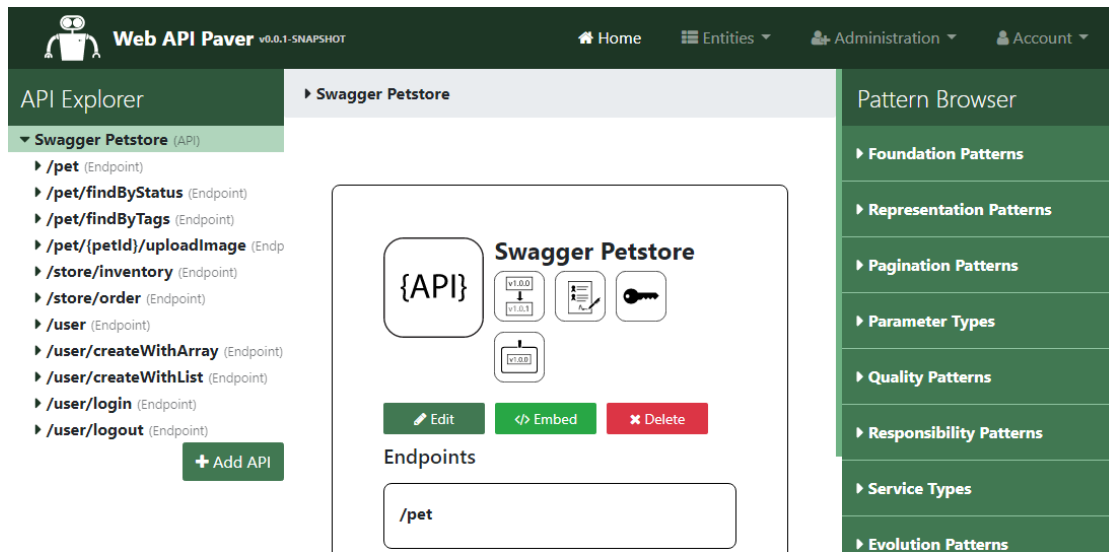 Web API Paver v0.0.1-SNAPSHOT
Home
Entities
Administration
Account
API Explorer
Swagger Petstore (API)
/pet (Endpoint)
/pet/findByStatus (Endpoint)
/pet/findByTags (Endpoint)
/pet/{petId}/uploadImage (Endp
/store/inventory (Endpoint)
/store/order (Endpoint)
/user (Endpoint)
/user/createWithArray (Endpoint)
/user/createWithList (Endpoint)
/user/login (Endpoint)
/user/logout (Endpoint)
Add API
Swagger Petstore
{API}
Swagger Petstore
v1.0.0
v1.0.1
v1.0.0
Edit
</> Embed
Delete
Endpoints
/pet
Pattern Browser
Foundation Patterns
Representation Patterns
Pagination Patterns
Parameter Types
Quality Patterns
Responsibility Patterns
Service Types
Evolution Patterns